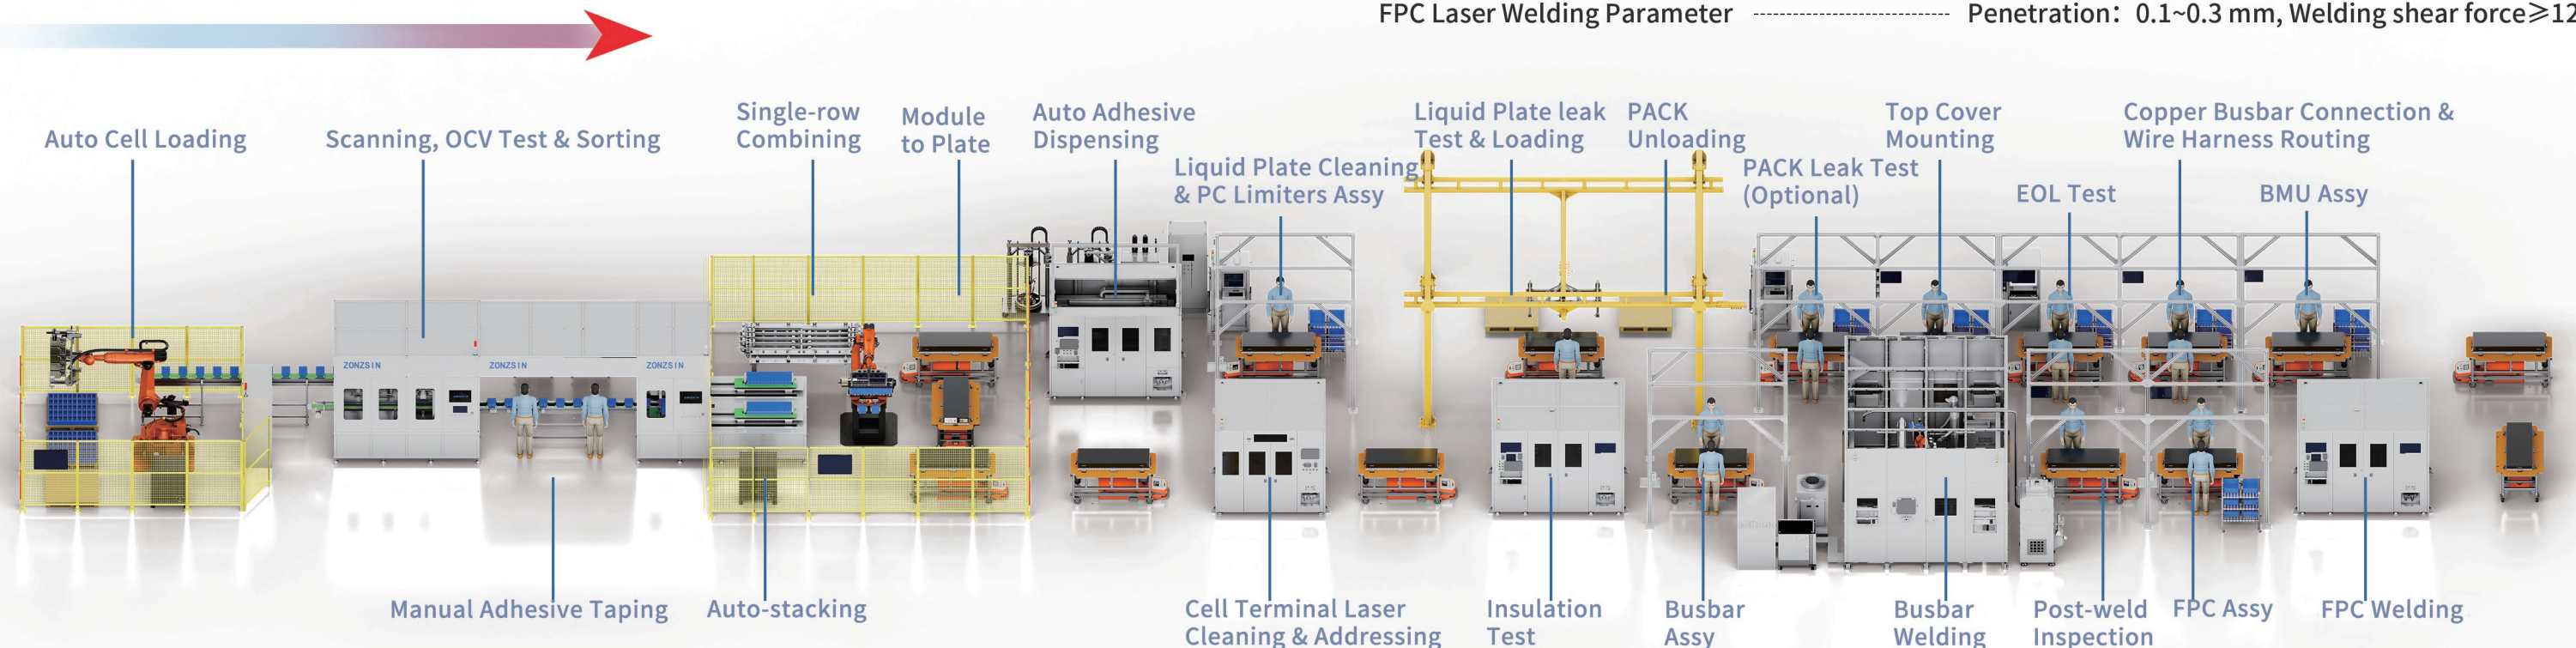 FPC Laser Welding Parameter ---------------------------- Penetration: 0.1~0.3 mm, Welding shear force≥12
Auto Cell Loading
Scanning, OCV Test & Sorting
Single-row
Combining
Module
to Plate
Auto Adhesive
Dispensing
Liquid Plate Cleaning
& PC Limiters Assy
Liquid Plate leak
Test & Loading
PACK
Unloading
PACK Leak Test
(Optional)
Top Cover
Mounting
EOL Test
Copper Busbar Connection &
Wire Harness Routing
BMU Assy
ZONZSIN
ZONZSIN
ZONZSIN
Manual Adhesive Taping
Auto-stacking
Cell Terminal Laser
Cleaning & Addressing
Insulation
Test
Busbar
Assy
Busbar
Welding
Post-weld
Inspection
FPC Assy
FPC Welding